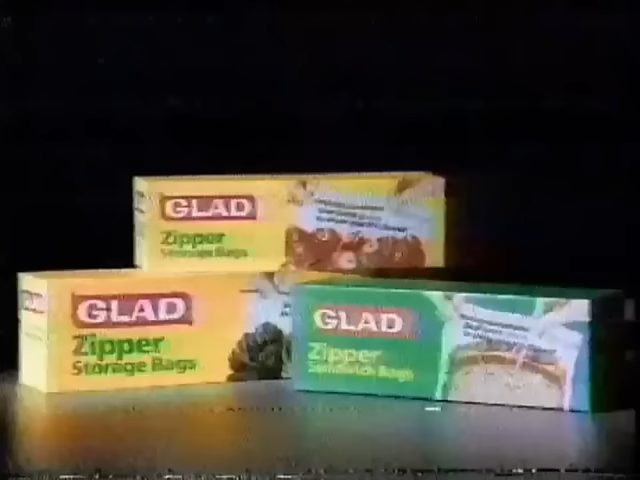 GLAD
Zipper
Storage Bags
GLAD
Zipper
Storage Bags
GLAD
Zipper
Sandwich Bags